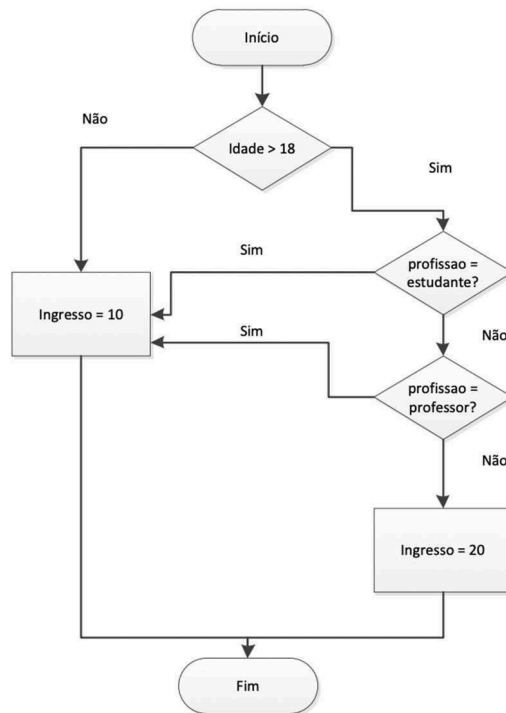 Início
Não
Idade > 18
Sim
Sim
profissao =
estudante?
Ingresso = 10
Sim
Não
profissao =
professor?
Não
Ingresso = 20
Fim